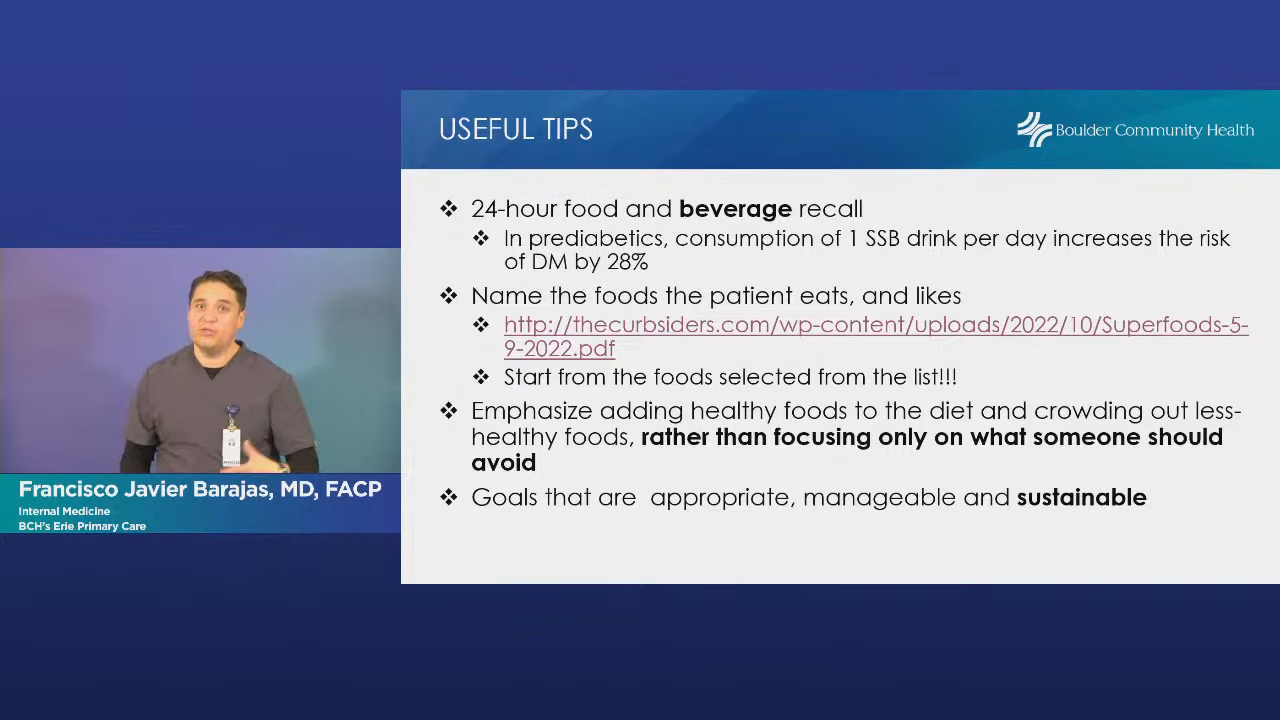 USEFUL TIPS
Boulder Community Health
❖ 24-hour food and beverage recall
❖ In prediabetics, consumption of 1 SSB drink per day increases the risk
of DM by 28%
❖ Name the foods the patient eats, and likes
❖ http://thecurbsiders.com/wp-content/uploads/2022/10/Superfoods-5-
9-2022.pdf
❖ Start from the foods selected from the list!!!
❖ Emphasize adding healthy foods to the diet and crowding out less-
healthy foods, rather than focusing only on what someone should
avoid
❖ Goals that are  appropriate, manageable and sustainable
Francisco Javier Barajas, MD, FACP
Internal Medicine
BCH's Erie Primary Care